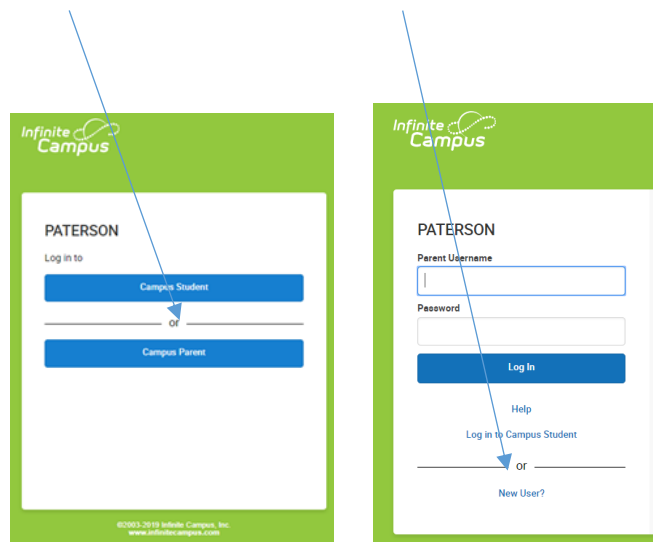 Infinite
Campus
PATERSON
Log in to
Campus Student
or
Campus Parent
©2003-2019 Infinite Campus, Inc.
www.infinitecampus.com
Infinite
Campus
PATERSON
Parent Username
Password
Log In
Help
Log in to Campus Student
or
New User?